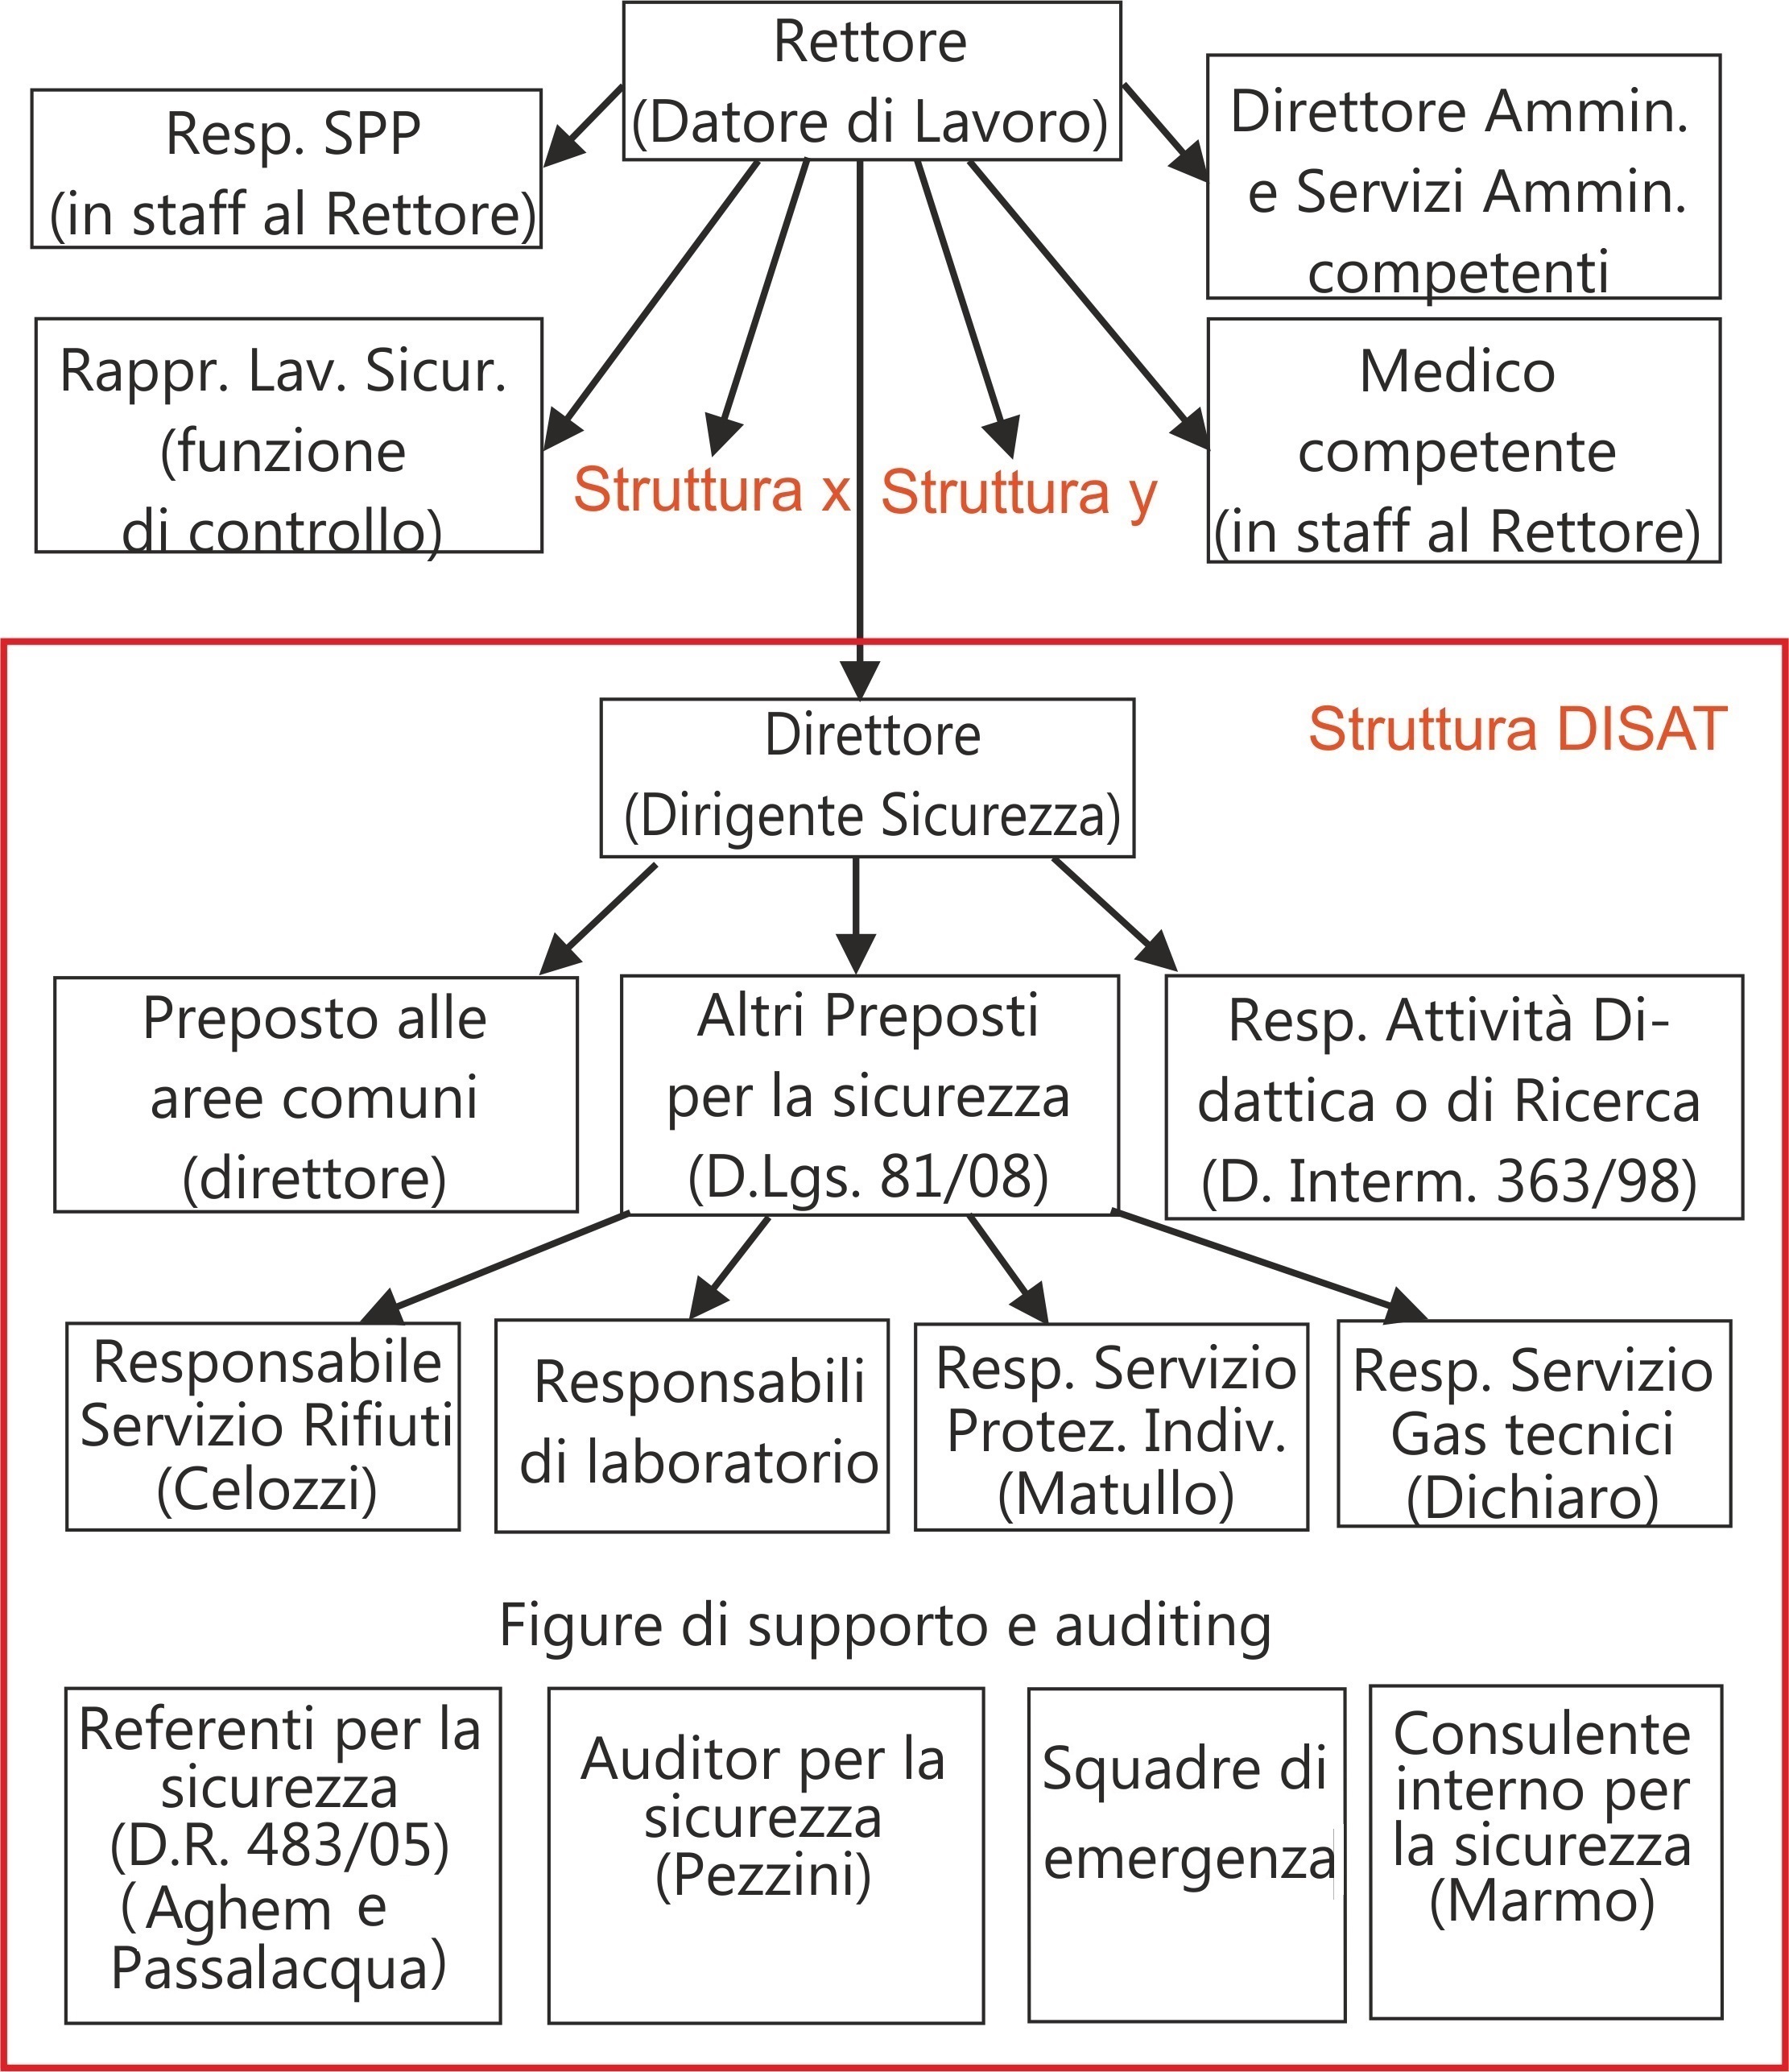 Rettore
(Datore di Lavoro)
Resp. SPP
(in staff al Rettore)
Direttore Ammin.
e Servizi Ammin.
competenti
Rappr. Lav. Sicur.
(funzione
di controllo)
Struttura x
Struttura y
Medico
competente
(in staff al Rettore)
Struttura DISAT
Direttore
(Dirigente Sicurezza)
Preposto alle
aree comuni
(direttore)
Altri Preposti
per la sicurezza
(D.Lgs. 81/08)
Resp. Attività Di-
dattica o di Ricerca
(D. Interm. 363/98)
Responsabile
Servizio Rifiuti
(Celozzi)
Responsabili
di laboratorio
Resp. Servizio
Protez. Indiv.
(Matullo)
Resp. Servizio
Gas tecnici
(Dichiaro)
Figure di supporto e auditing
Referenti per la
sicurezza
(D.R. 483/05)
(Aghem e
Passalacqua)
Auditor per la
sicurezza
(Pezzini)
Squadre di
emergenza
Consulente
interno per
la sicurezza
(Marmo)